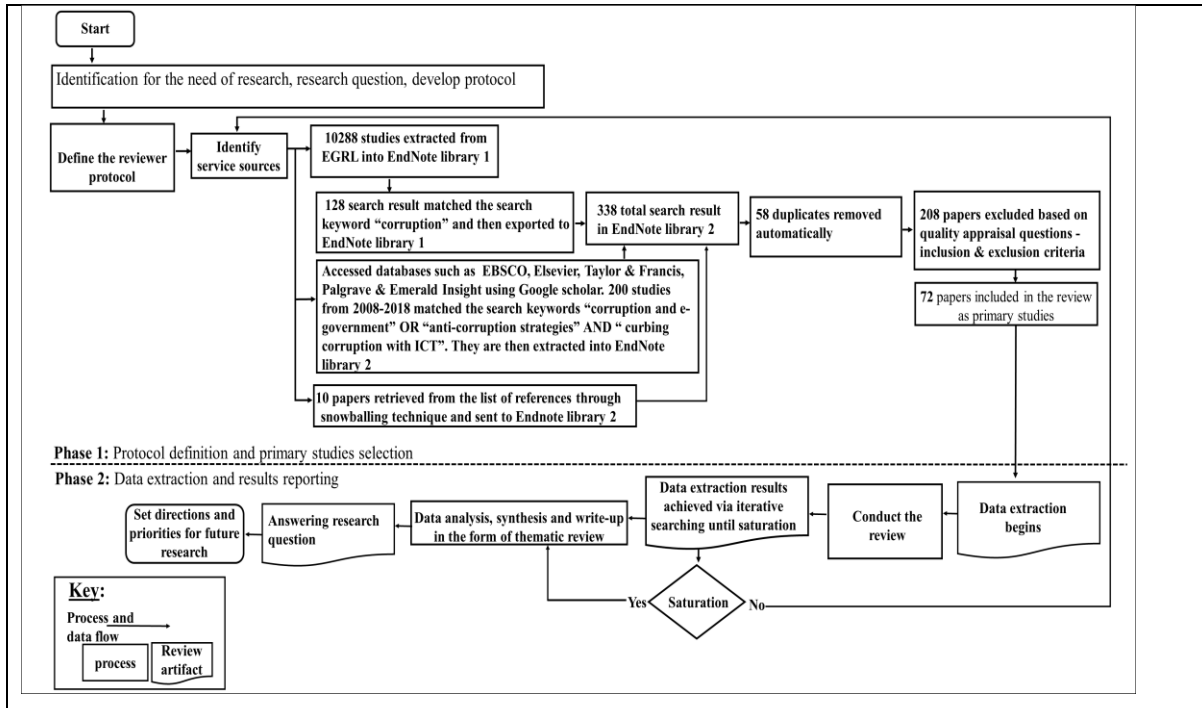 Start
Identification for the need of research, research question, develop protocol
Define the reviewer
protocol
Identify
service sources
10288 studies extracted from
EGRL into EndNote library 1
128 search result matched the search
keyword “corruption” and then exported to
EndNote library 1
338 total search result
in EndNote library 2
58 duplicates removed
automatically
208 papers excluded based on
quality appraisal questions -
inclusion & exclusion criteria
Accessed databases such as EBSCO, Elsevier, Taylor & Francis,
Palgrave & Emerald Insight using Google scholar. 200 studies
from 2008-2018 matched the search keywords “corruption and e-
government” OR “anti-corruption strategies” AND “ curbing
corruption with ICT”. They are then extracted into EndNote
library 2
72 papers included in the review
as primary studies
10 papers retrieved from the list of references through
snowballing technique and sent to Endnote library 2
Phase 1: Protocol definition and primary studies selection
Phase 2: Data extraction and results reporting
Set directions and
priorities for future
research
Answering research
question
Data analysis, synthesis and write-up
in the form of thematic review
Data extraction results
achieved via iterative
searching until saturation
Conduct the
review
Data extraction
begins
Yes
Saturation
No
Key:
Process and
data flow
process
Review
artifact